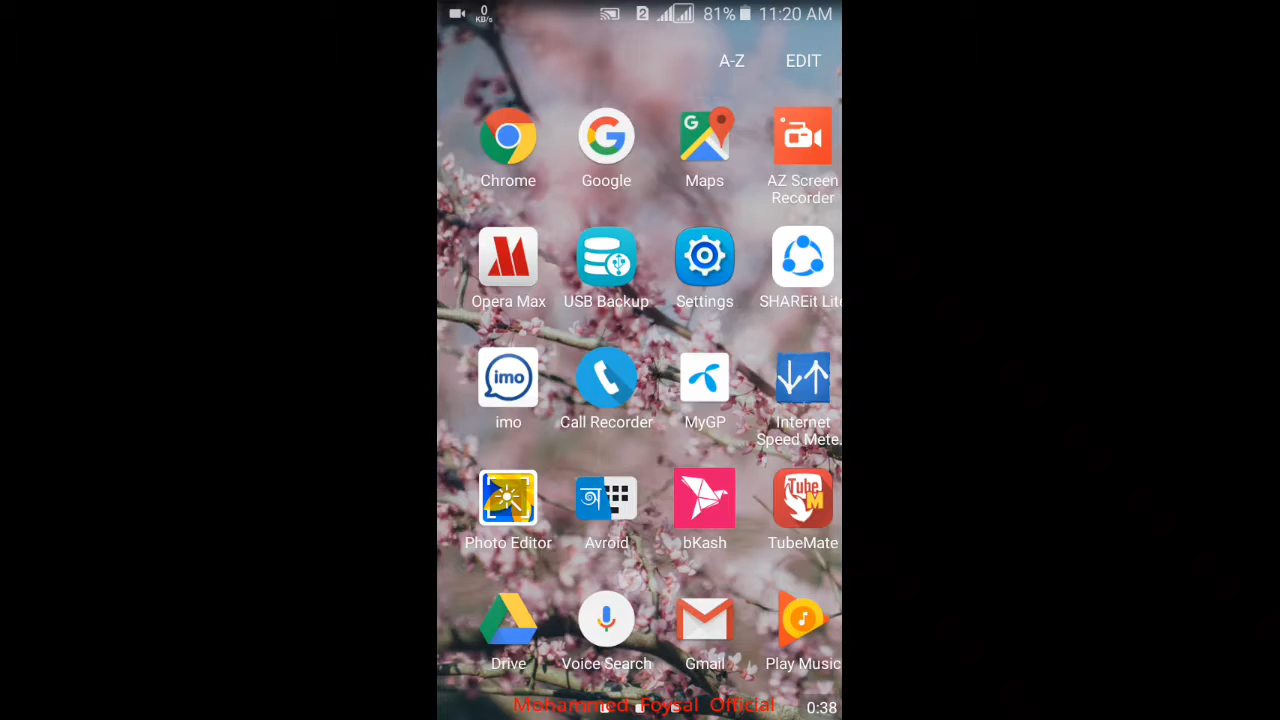 0 KB/s 2 81% 11:20 AM
A-Z EDIT
G
Chrome Google Maps AZ Screen Recorder
Opera Max USB Backup Settings SHAREit Lite
imo
imo Call Recorder MyGP Internet Speed Mete..
অ Tube M
Photo Editor Avroid bKash TubeMate
Drive Voice Search Gmail Play Music
Mohammed Foysal Official 0:38